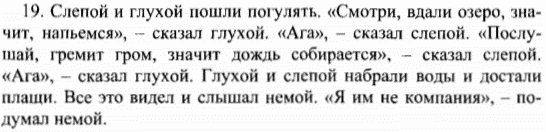 19. Слепой и глухой пошли погулять. «Смотри, вдали озеро, зна-
чит, напьемся», – сказал глухой. «Ага», – сказал слепой. «Послу-
шай, гремит гром, значит дождь собирается», – сказал слепой.
«Ага», – сказал глухой. Глухой и слепой набрали воды и достали
плащи. Все это видел и слышал немой. «Я им не компания», – по-
думал немой.